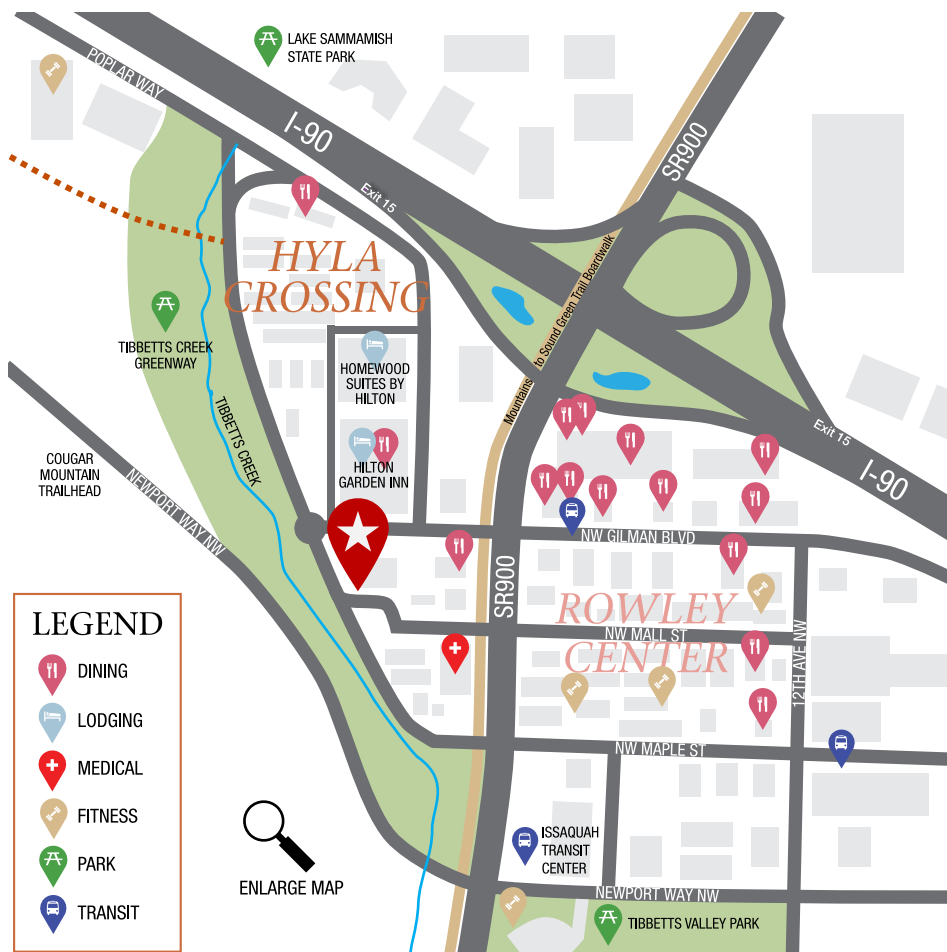 LAKE SAMMAMISH
STATE PARK
POPLAR WAY
I-90
SR900
Exit 15
Mountains to Sound Green Trail Boardwalk
HYLA
CROSSING
TIBBETTS CREEK
GREENWAY
HOMEWOOD
SUITES BY
HILTON
TIBBETTS CREEK
HILTON
GARDEN INN
COUGAR
MOUNTAIN
TRAILHEAD
NEWPORT WAY NW
Exit 15
I-90
NW GILMAN BLVD
SR900
ROWLEY
CENTER
NW MALL ST
12TH AVE NW
NW MAPLE ST
LEGEND
DINING
LODGING
MEDICAL
FITNESS
PARK
TRANSIT
ENLARGE MAP
ISSAQUAH
TRANSIT
CENTER
NEWPORT WAY NW
TIBBETTS VALLEY PARK